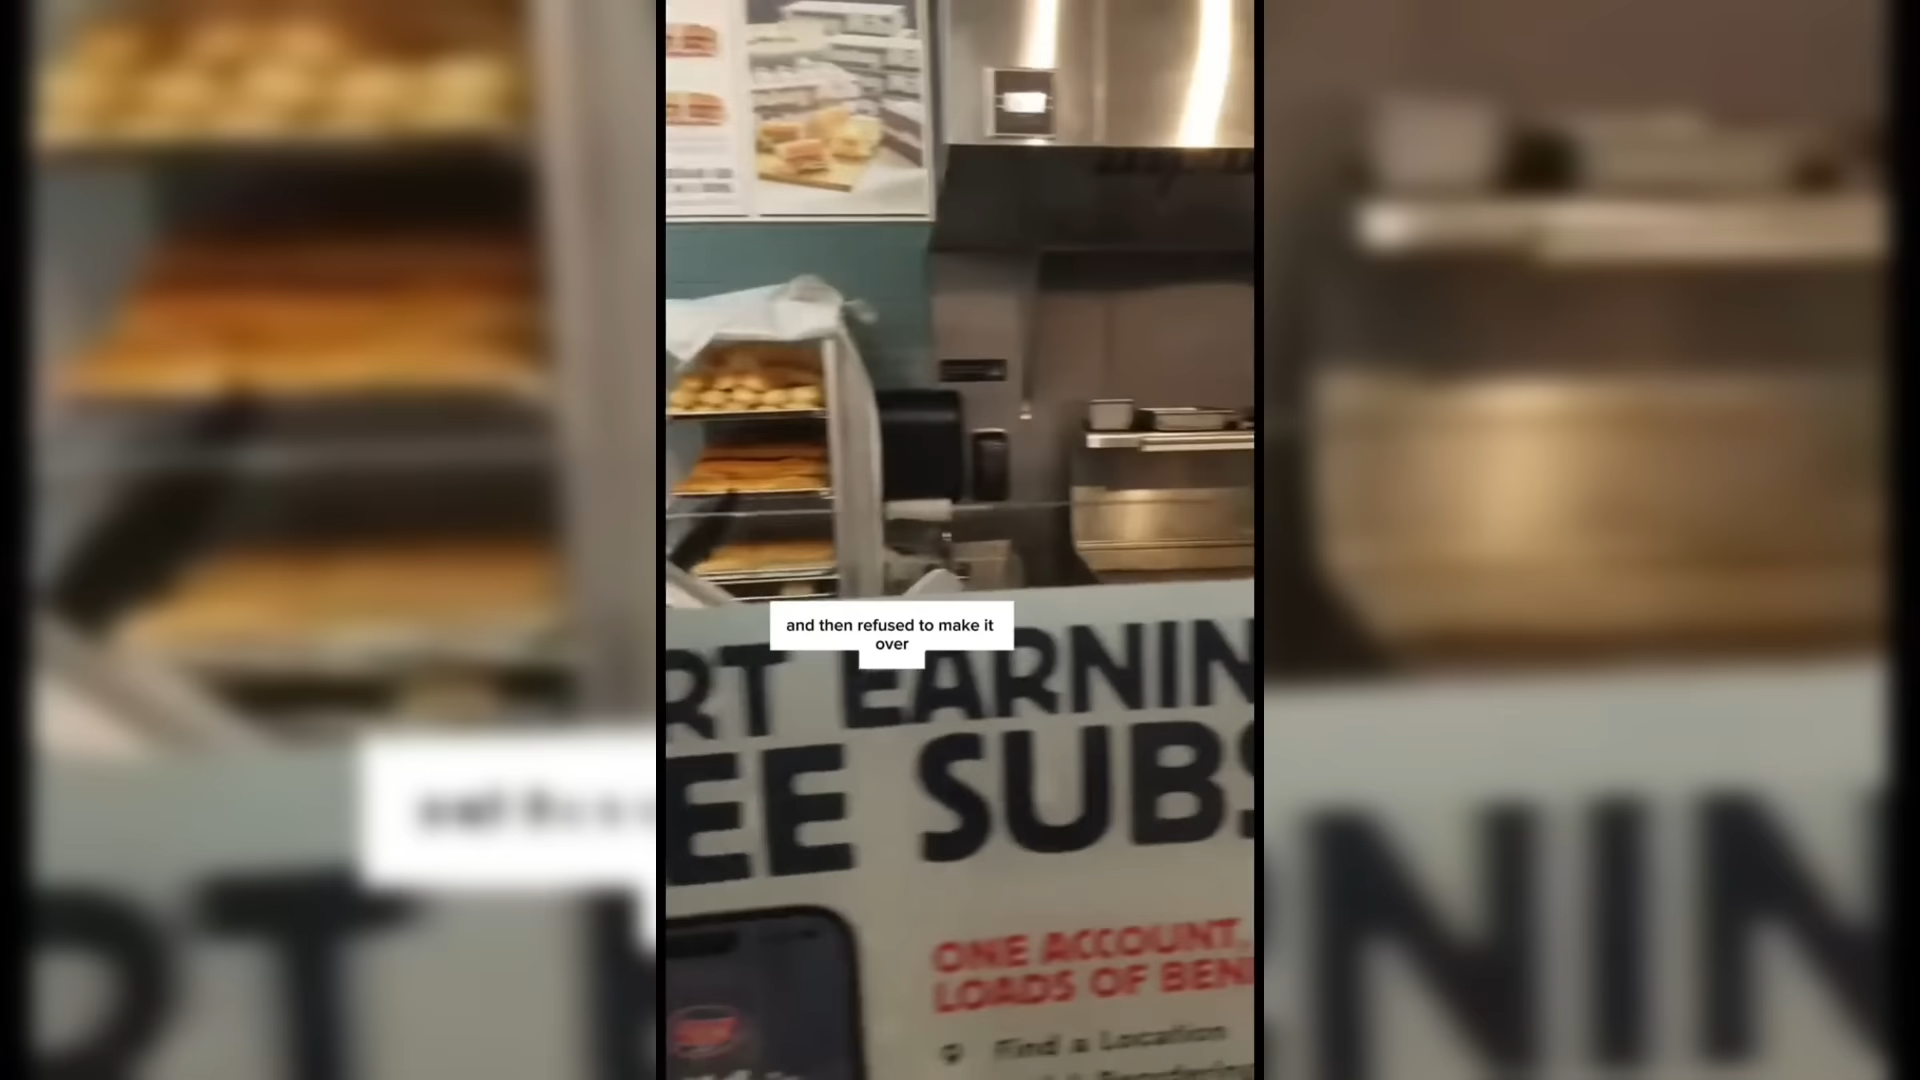 and then refused to make it
over
RT EARNIN
EE SUBS
ONE ACCOUNT.
LOADS OF BEN
Find a Location